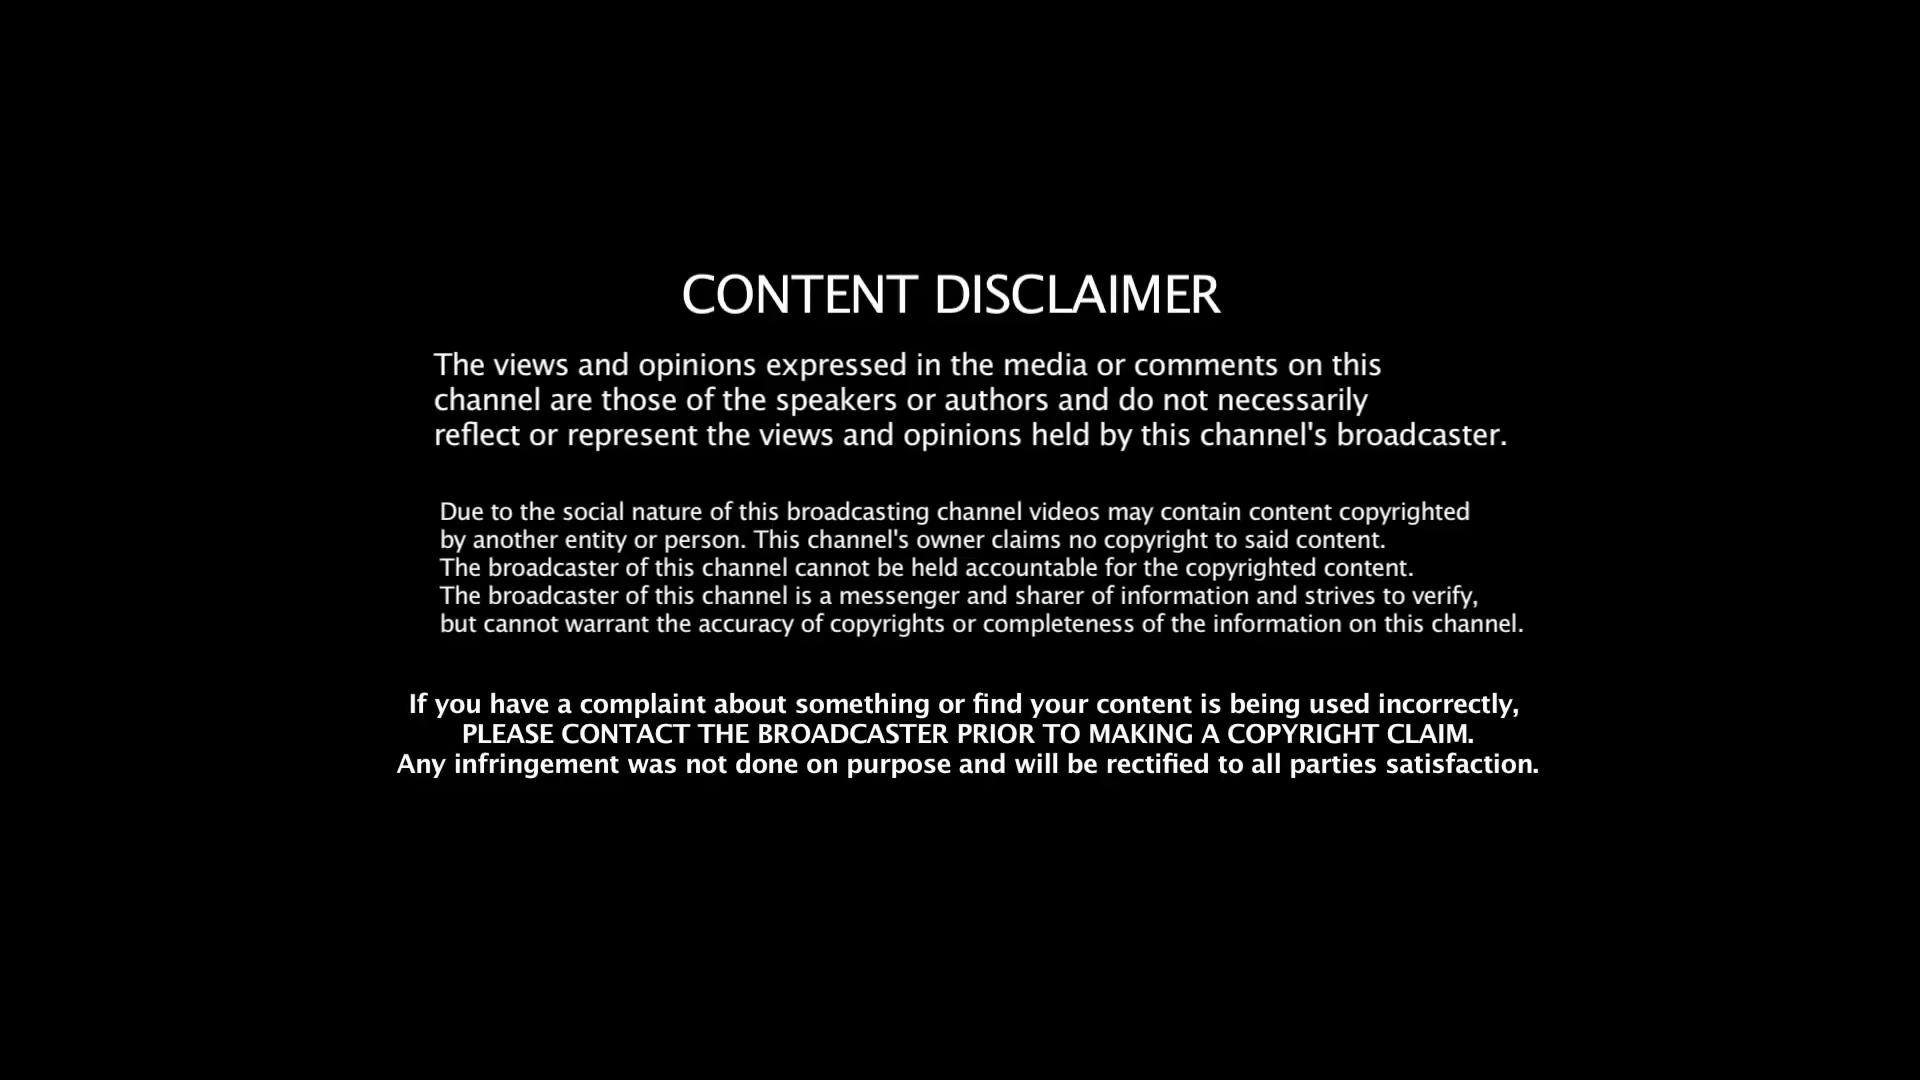 CONTENT DISCLAIMER
The views and opinions expressed in the media or comments on this
channel are those of the speakers or authors and do not necessarily
reflect or represent the views and opinions held by this channel's broadcaster.
Due to the social nature of this broadcasting channel videos may contain content copyrighted
by another entity or person. This channel's owner claims no copyright to said content.
The broadcaster of this channel cannot be held accountable for the copyrighted content.
The broadcaster of this channel is a messenger and sharer of information and strives to verify,
but cannot warrant the accuracy of copyrights or completeness of the information on this channel.
If you have a complaint about something or find your content is being used incorrectly,
PLEASE CONTACT THE BROADCASTER PRIOR TO MAKING A COPYRIGHT CLAIM.
Any infringement was not done on purpose and will be rectified to all parties satisfaction.